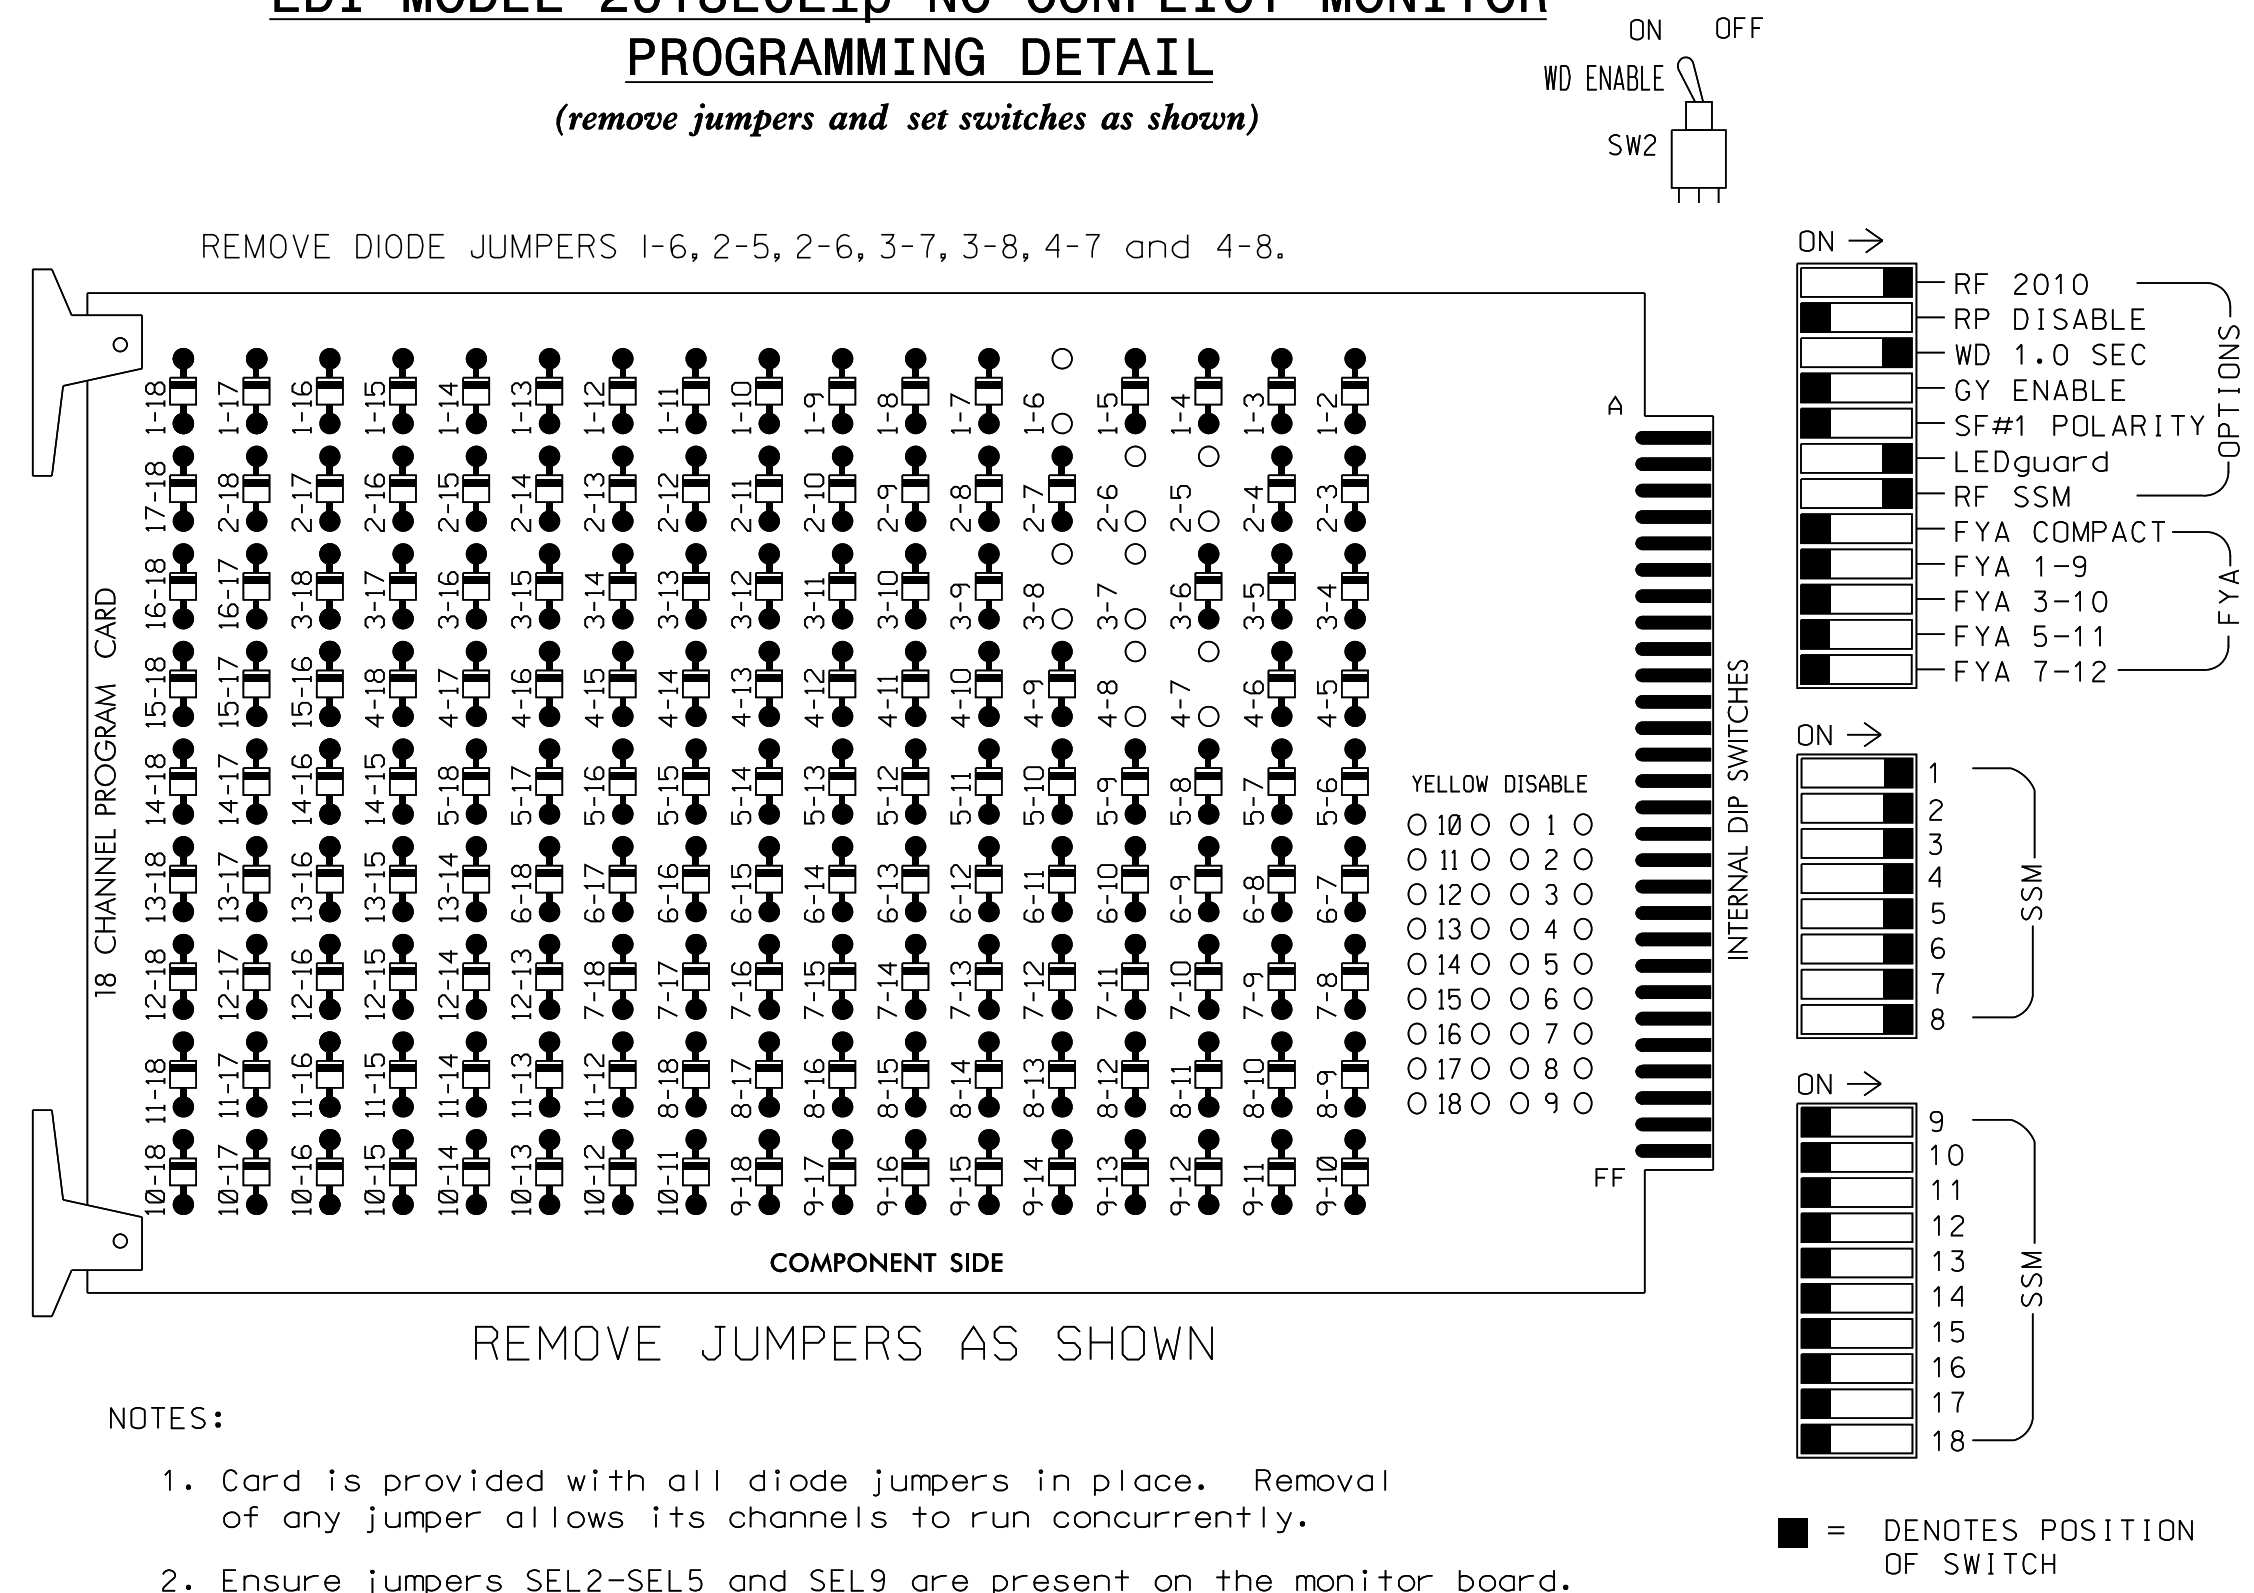 EDI MODEL 2018ECLip-NC CONFLICT MONITOR
PROGRAMMING DETAIL
(remove jumpers and set switches as shown)
ON OFF
WD ENABLE
SW2
REMOVE DIODE JUMPERS 1-6, 2-5, 2-6, 3-7, 3-8, 4-7 and 4-8.
18 CHANNEL PROGRAM CARD
1-18 1-17 1-16 1-15 1-14 1-13 1-12 1-11 1-10 1-9 1-8 1-7 1-6 1-5 1-4 1-3 1-2
17-18 2-18 2-17 2-16 2-15 2-14 2-13 2-12 2-11 2-10 2-9 2-8 2-7 2-6 2-5 2-4 2-3
16-18 16-17 3-18 3-17 3-16 3-15 3-14 3-13 3-12 3-11 3-10 3-9 3-8 3-7 3-6 3-5 3-4
15-18 15-17 15-16 4-18 4-17 4-16 4-15 4-14 4-13 4-12 4-11 4-10 4-9 4-8 4-7 4-6 4-5
14-18 14-17 14-16 14-15 5-18 5-17 5-16 5-15 5-14 5-13 5-12 5-11 5-10 5-9 5-8 5-7 5-6
13-18 13-17 13-16 13-15 13-14 6-18 6-17 6-16 6-15 6-14 6-13 6-12 6-11 6-10 6-9 6-8 6-7
12-18 12-17 12-16 12-15 12-14 12-13 7-18 7-17 7-16 7-15 7-14 7-13 7-12 7-11 7-10 7-9 7-8
11-18 11-17 11-16 11-15 11-14 11-13 11-12 8-18 8-17 8-16 8-15 8-14 8-13 8-12 8-11 8-10 8-9
10-18 10-17 10-16 10-15 10-14 10-13 10-12 10-11 9-18 9-17 9-16 9-15 9-14 9-13 9-12 9-11 9-10
YELLOW DISABLE
10 1
11 2
12 3
13 4
14 5
15 6
16 7
17 8
18 9
A
FF
COMPONENT SIDE
INTERNAL DIP SWITCHES
ON →
RF 2010
RP DISABLE
WD 1.0 SEC
GY ENABLE
SF#1 POLARITY
LEDguard
RF SSM
OPTIONS
FYA COMPACT
FYA 1-9
FYA 3-10
FYA 5-11
FYA 7-12
FYA
ON →
1
2
3
4
5
6
7
8
SSM
ON →
9
10
11
12
13
14
15
16
17
18
SSM
REMOVE JUMPERS AS SHOWN
NOTES:
1. Card is provided with all diode jumpers in place. Removal
of any jumper allows its channels to run concurrently.
2. Ensure jumpers SEL2-SEL5 and SEL9 are present on the monitor board.
= DENOTES POSITION
OF SWITCH